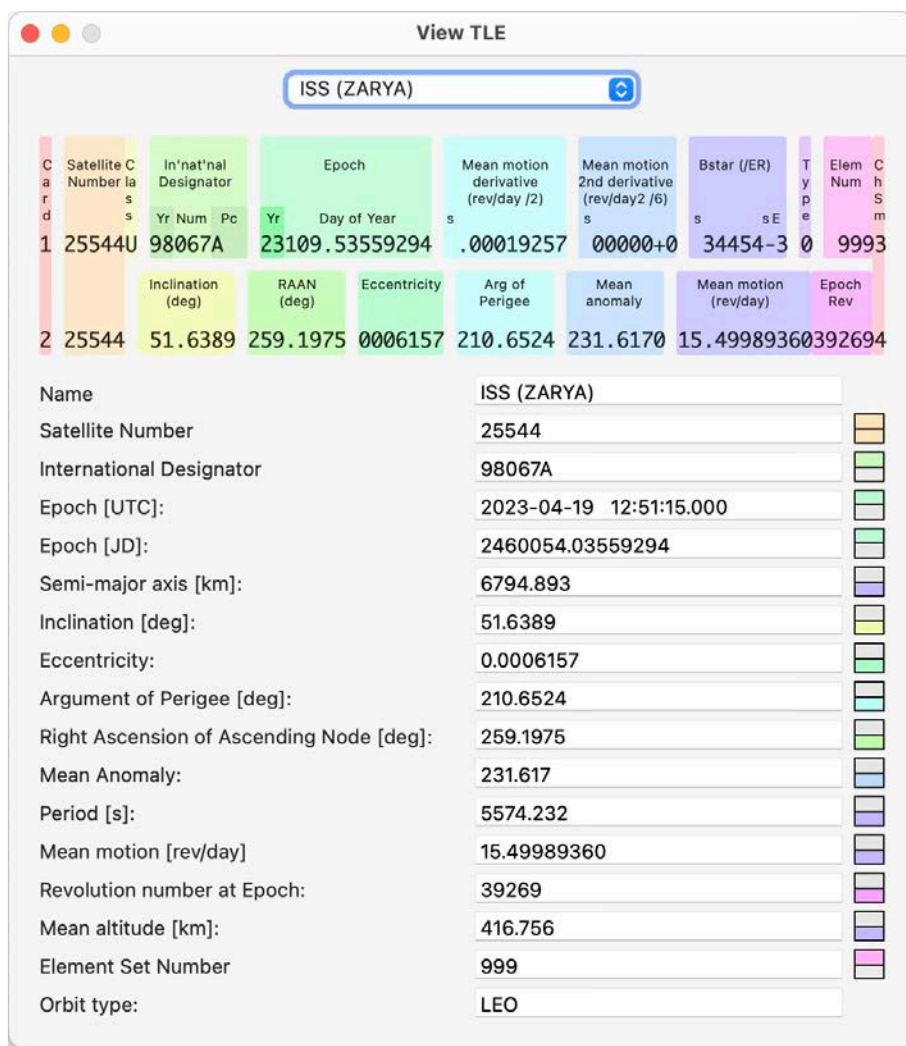 View TLE
ISS (ZARYA)
Card
Satellite Number
Class
In'nat'nal Designator
Yr Num Pc
Epoch
Yr Day of Year
Mean motion derivative (rev/day /2)
s
Mean motion 2nd derivative (rev/day2 /6)
s
Bstar (/ER)
s s E
Type
Elem Num
ChSm
1 25544U 98067A 23109.53559294 .00019257 00000+0 34454-3 0 9993
Inclination (deg)
RAAN (deg)
Eccentricity
Arg of Perigee
Mean anomaly
Mean motion (rev/day)
Epoch Rev
2 25544 51.6389 259.1975 0006157 210.6524 231.6170 15.49989360392694
Name ISS (ZARYA)
Satellite Number 25544
International Designator 98067A
Epoch [UTC]: 2023-04-19 12:51:15.000
Epoch [JD]: 2460054.03559294
Semi-major axis [km]: 6794.893
Inclination [deg]: 51.6389
Eccentricity: 0.0006157
Argument of Perigee [deg]: 210.6524
Right Ascension of Ascending Node [deg]: 259.1975
Mean Anomaly: 231.617
Period [s]: 5574.232
Mean motion [rev/day] 15.49989360
Revolution number at Epoch: 39269
Mean altitude [km]: 416.756
Element Set Number 999
Orbit type: LEO